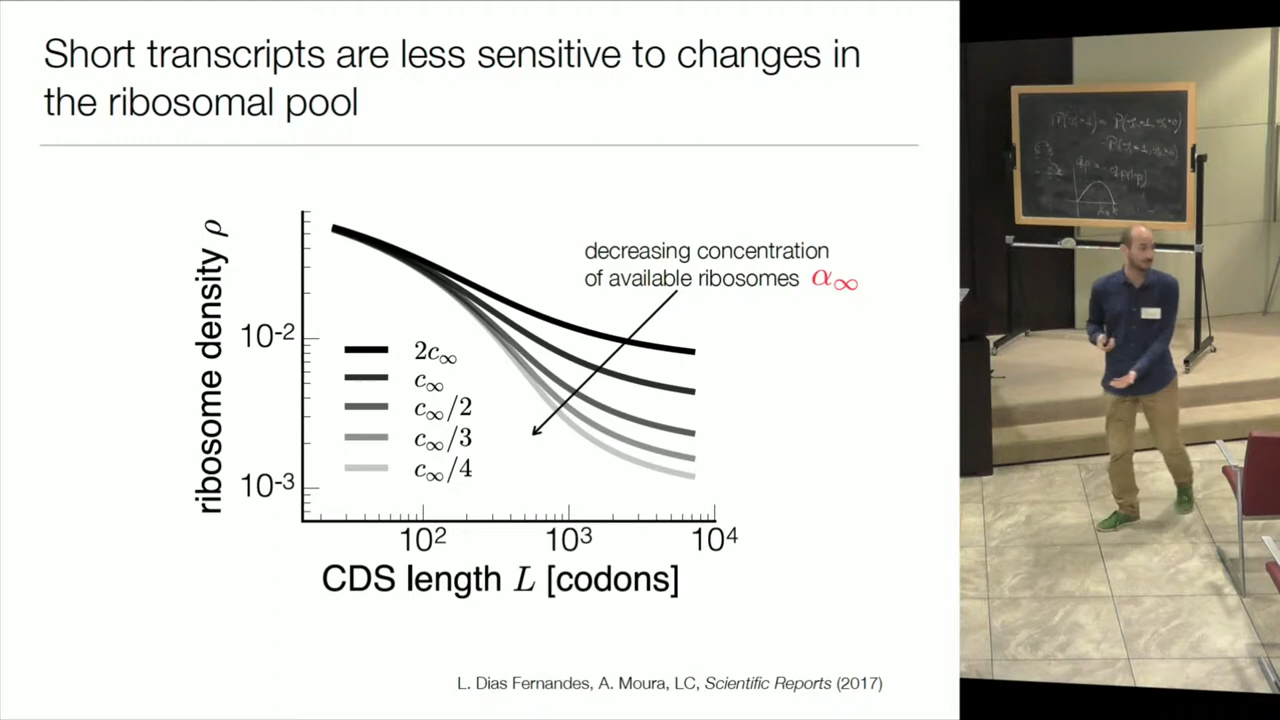 Short transcripts are less sensitive to changes in
the ribosomal pool
ribosome density ρ
10⁻²
10⁻³
decreasing concentration
of available ribosomes α∞
2c∞
c∞
c∞/2
c∞/3
c∞/4
10²
10³
10⁴
CDS length L [codons]
L. Dias Fernandes, A. Moura, LC, Scientific Reports (2017)